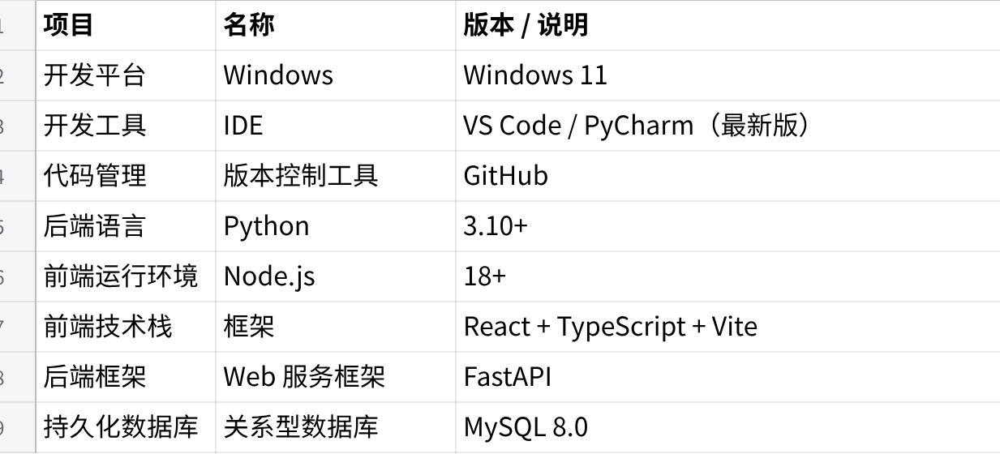 1 项目 名称 版本 / 说明
2 开发平台 Windows Windows 11
3 开发工具 IDE VS Code / PyCharm（最新版）
4 代码管理 版本控制工具 GitHub
5 后端语言 Python 3.10+
6 前端运行环境 Node.js 18+
7 前端技术栈 框架 React + TypeScript + Vite
8 后端框架 Web 服务框架 FastAPI
9 持久化数据库 关系型数据库 MySQL 8.0